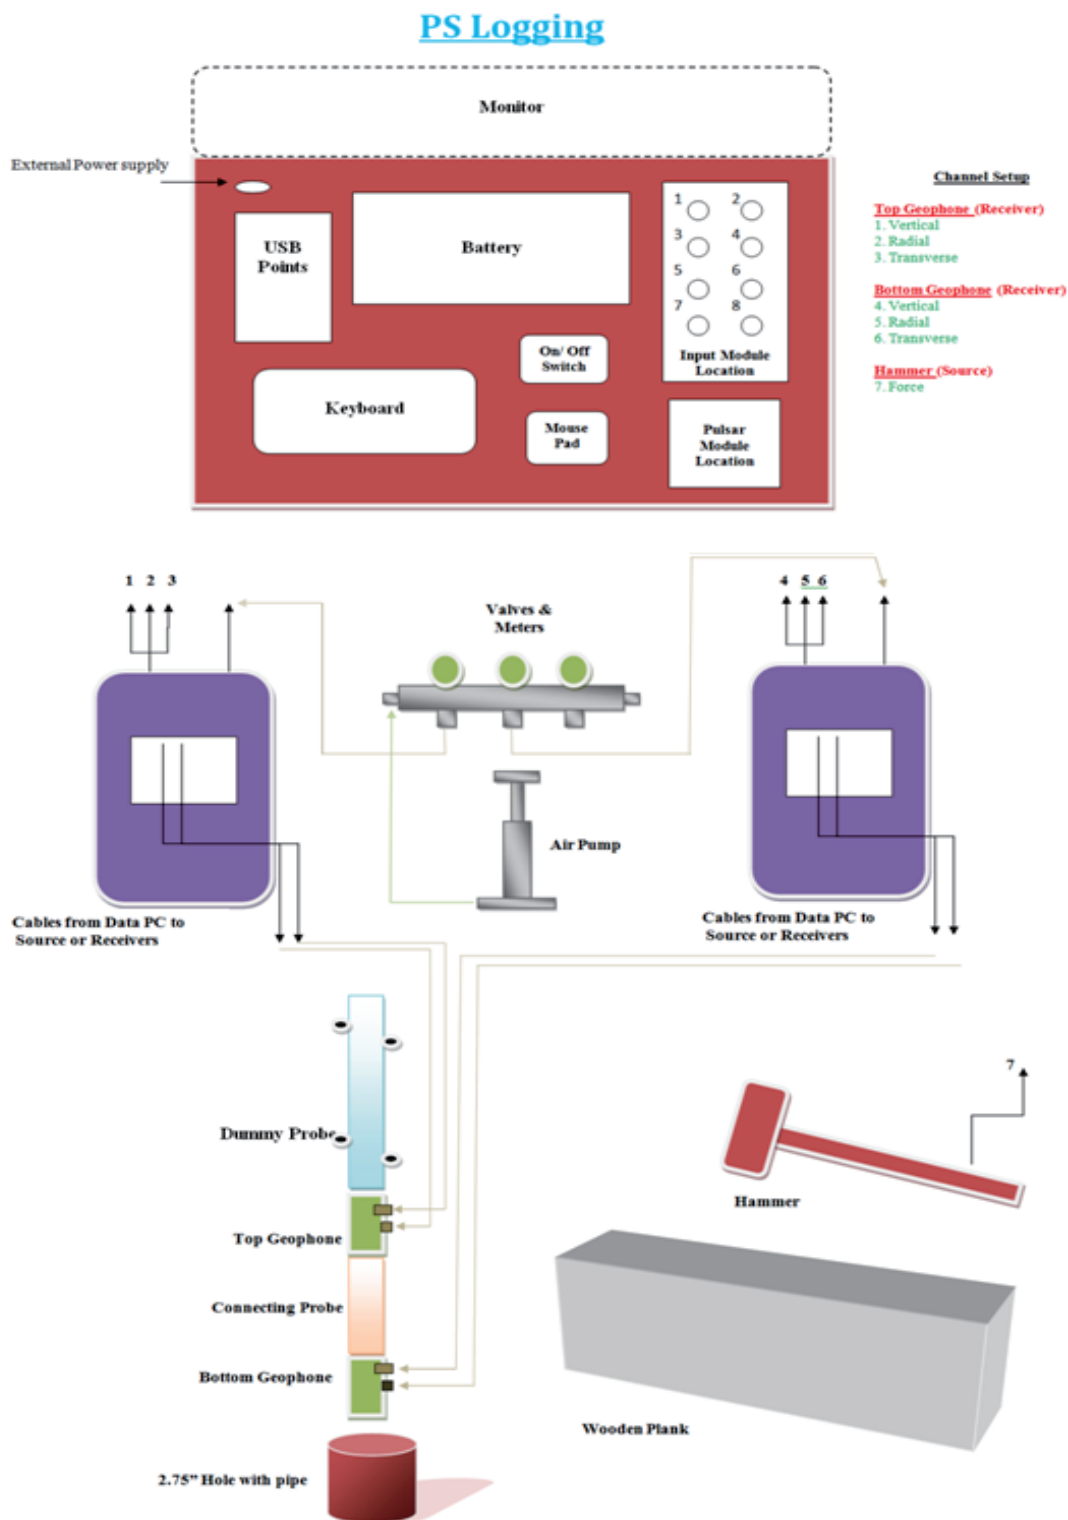 PS Logging
Monitor
External Power supply
USB
Points
Battery
1 2
3 4
5 6
7 8
Input Module
Location
On/ Off
Switch
Keyboard
Mouse
Pad
Pulsar
Module
Location
Channel Setup
Top Geophone (Receiver)
1. Vertical
2. Radial
3. Transverse
Bottom Geophone (Receiver)
4. Vertical
5. Radial
6. Transverse
Hammer (Source)
7. Force
1 2 3
Valves &
Meters
4 5 6
Air Pump
Cables from Data PC to
Source or Receivers
Cables from Data PC to
Source or Receivers
Dummy Probe
7
Hammer
Top Geophone
Connecting Probe
Bottom Geophone
Wooden Plank
2.75” Hole with pipe